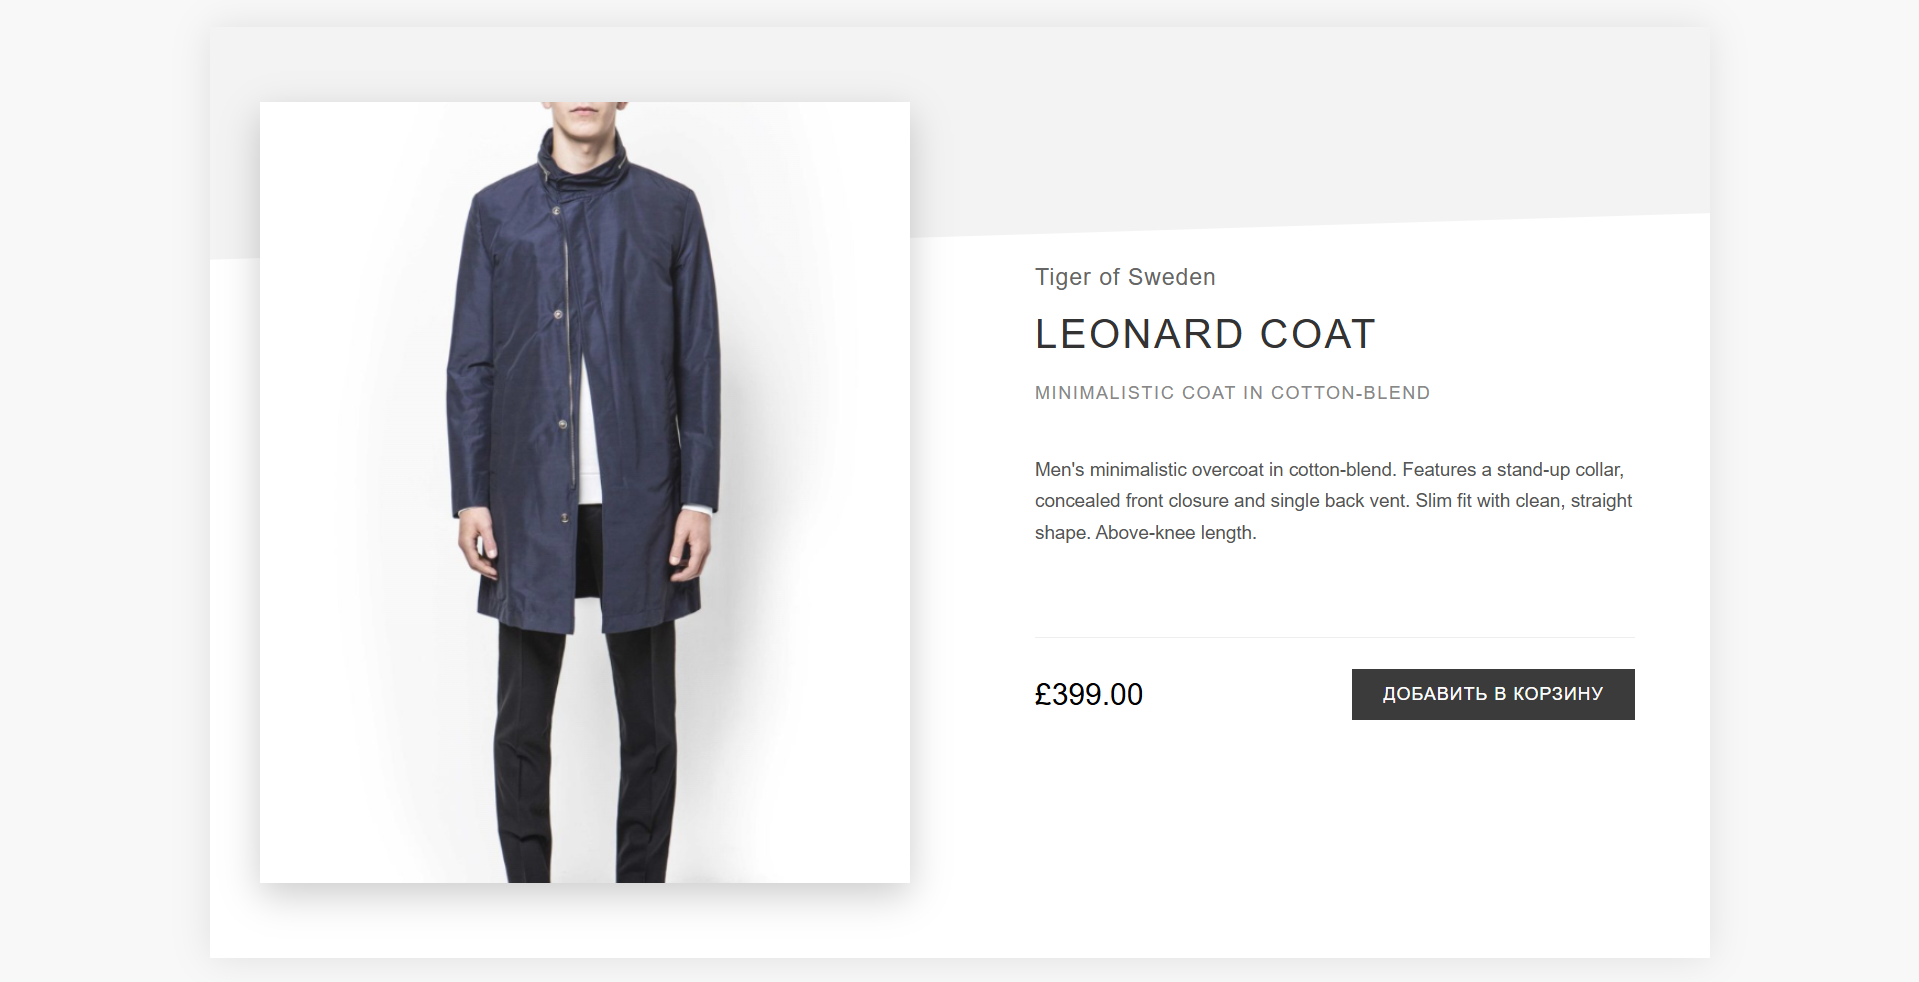 Tiger of Sweden
LEONARD COAT
MINIMALISTIC COAT IN COTTON-BLEND
Men's minimalistic overcoat in cotton-blend. Features a stand-up collar,
concealed front closure and single back vent. Slim fit with clean, straight
shape. Above-knee length.
£399.00
ДОБАВИТЬ В КОРЗИНУ